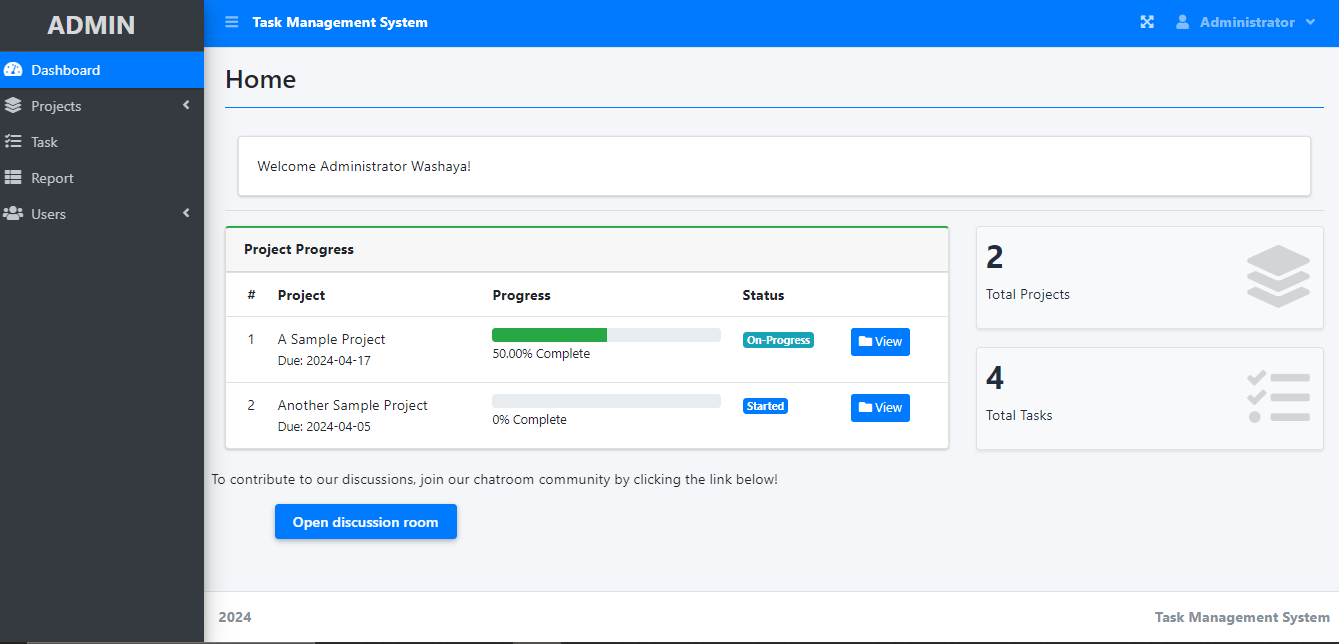 ADMIN
Task Management System
Administrator
Dashboard
Projects
Task
Report
Users
Home
Welcome Administrator Washaya!
Project Progress
# Project Progress Status
1 A Sample Project On-Progress View
Due: 2024-04-17 50.00% Complete
2 Another Sample Project Started View
Due: 2024-04-05 0% Complete
2
Total Projects
4
Total Tasks
To contribute to our discussions, join our chatroom community by clicking the link below!
Open discussion room
2024
Task Management System